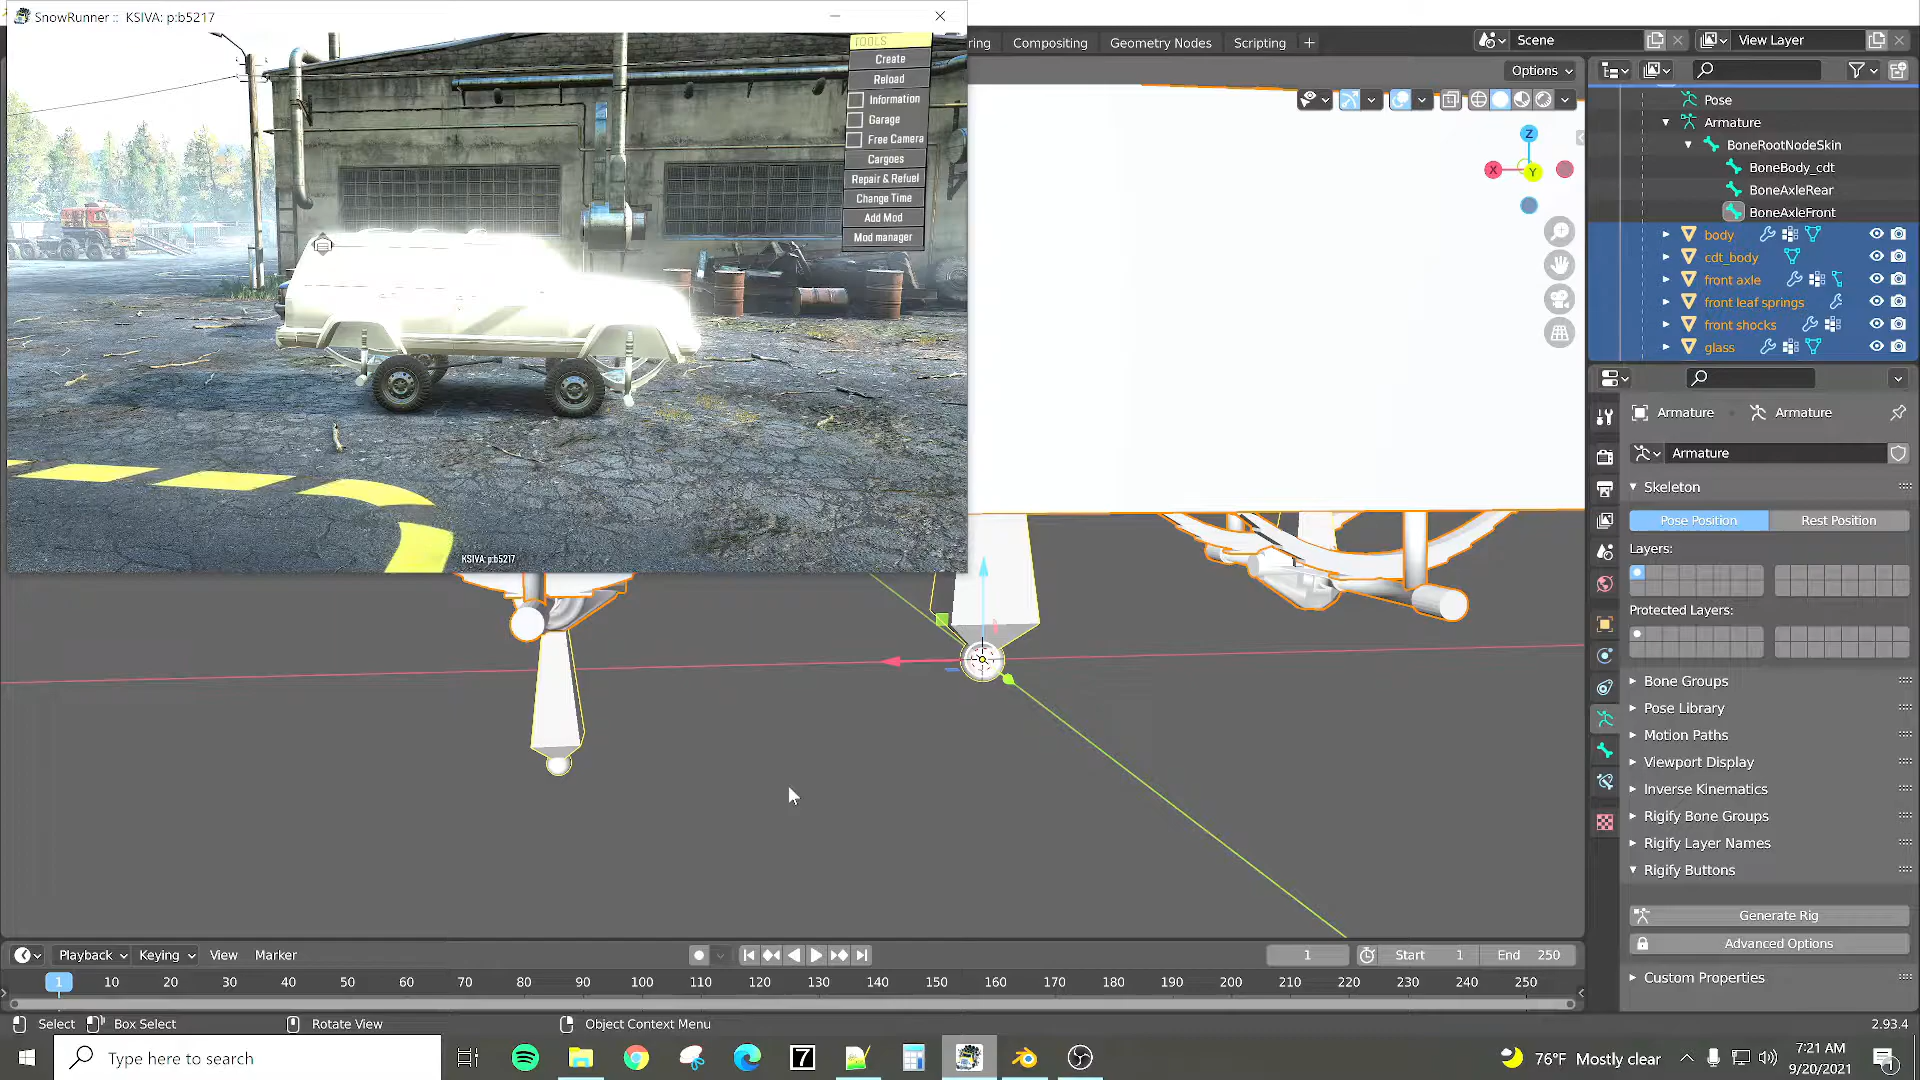 SnowRunner :: KSIVA: p:b5217
TOOLS
Create
Reload
Information
Garage
Free Camera
Cargoes
Repair & Refuel
Change Time
Add Mod
Mod manager
KSIVA: p:b5217
ring
Compositing
Geometry Nodes
Scripting
+
Scene
View Layer
Options
Z
X
Y
Pose
Armature
BoneRootNodeSkin
BoneBody_cdt
BoneAxleRear
BoneAxleFront
body
cdt_body
front axle
front leaf springs
front shocks
glass
Armature
Armature
Armature
Skeleton
Pose Position
Rest Position
Layers:
Protected Layers:
Bone Groups
Pose Library
Motion Paths
Viewport Display
Inverse Kinematics
Rigify Bone Groups
Rigify Layer Names
Rigify Buttons
Generate Rig
Advanced Options
Custom Properties
Playback
Keying
View
Marker
1
Start 1
End 250
1 10 20 30 40 50 60 70 80 90 100 110 120 130 140 150 160 170 180 190 200 210 220 230 240 250
Select
Box Select
Rotate View
Object Context Menu
2.93.4
Type here to search
7
76°F Mostly clear
7:21 AM
9/20/2021
1